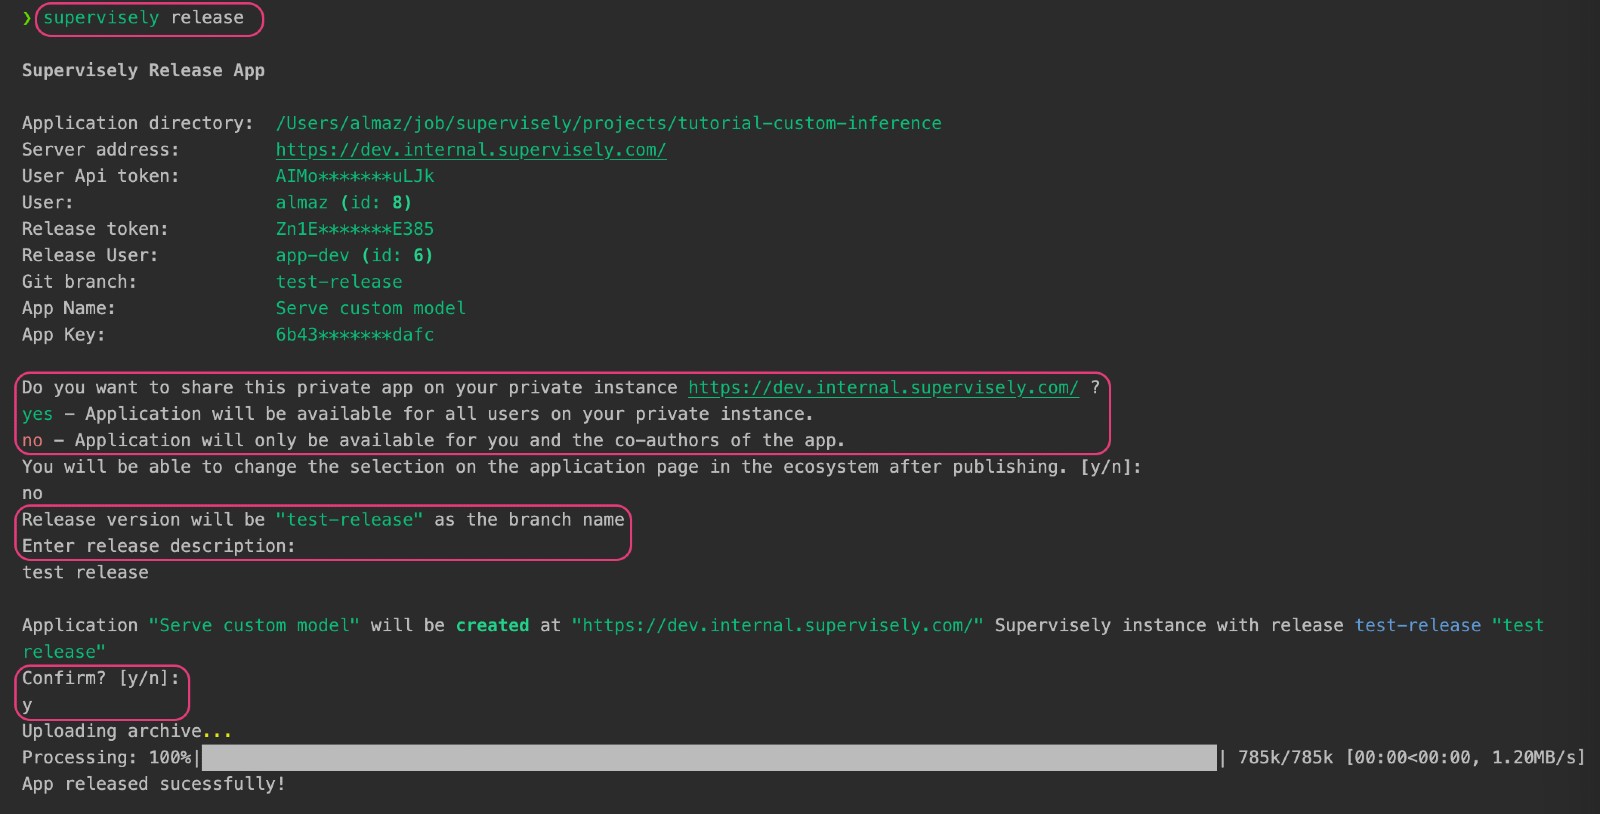 ❯ supervisely release
Supervisely Release App
Application directory: /Users/almaz/job/supervisely/projects/tutorial-custom-inference
Server address: https://dev.internal.supervisely.com/
User Api token: AIMo*******uLJk
User: almaz (id: 8)
Release token: Zn1E*******E385
Release User: app-dev (id: 6)
Git branch: test-release
App Name: Serve custom model
App Key: 6b43*******dafc
Do you want to share this private app on your private instance https://dev.internal.supervisely.com/ ?
yes – Application will be available for all users on your private instance.
no – Application will only be available for you and the co-authors of the app.
You will be able to change the selection on the application page in the ecosystem after publishing. [y/n]:
no
Release version will be "test-release" as the branch name
Enter release description:
test release
Application "Serve custom model" will be created at "https://dev.internal.supervisely.com/" Supervisely instance with release test-release "test
release"
Confirm? [y/n]:
y
Uploading archive...
Processing: 100%| | 785k/785k [00:00<00:00, 1.20MB/s]
App released sucessfully!